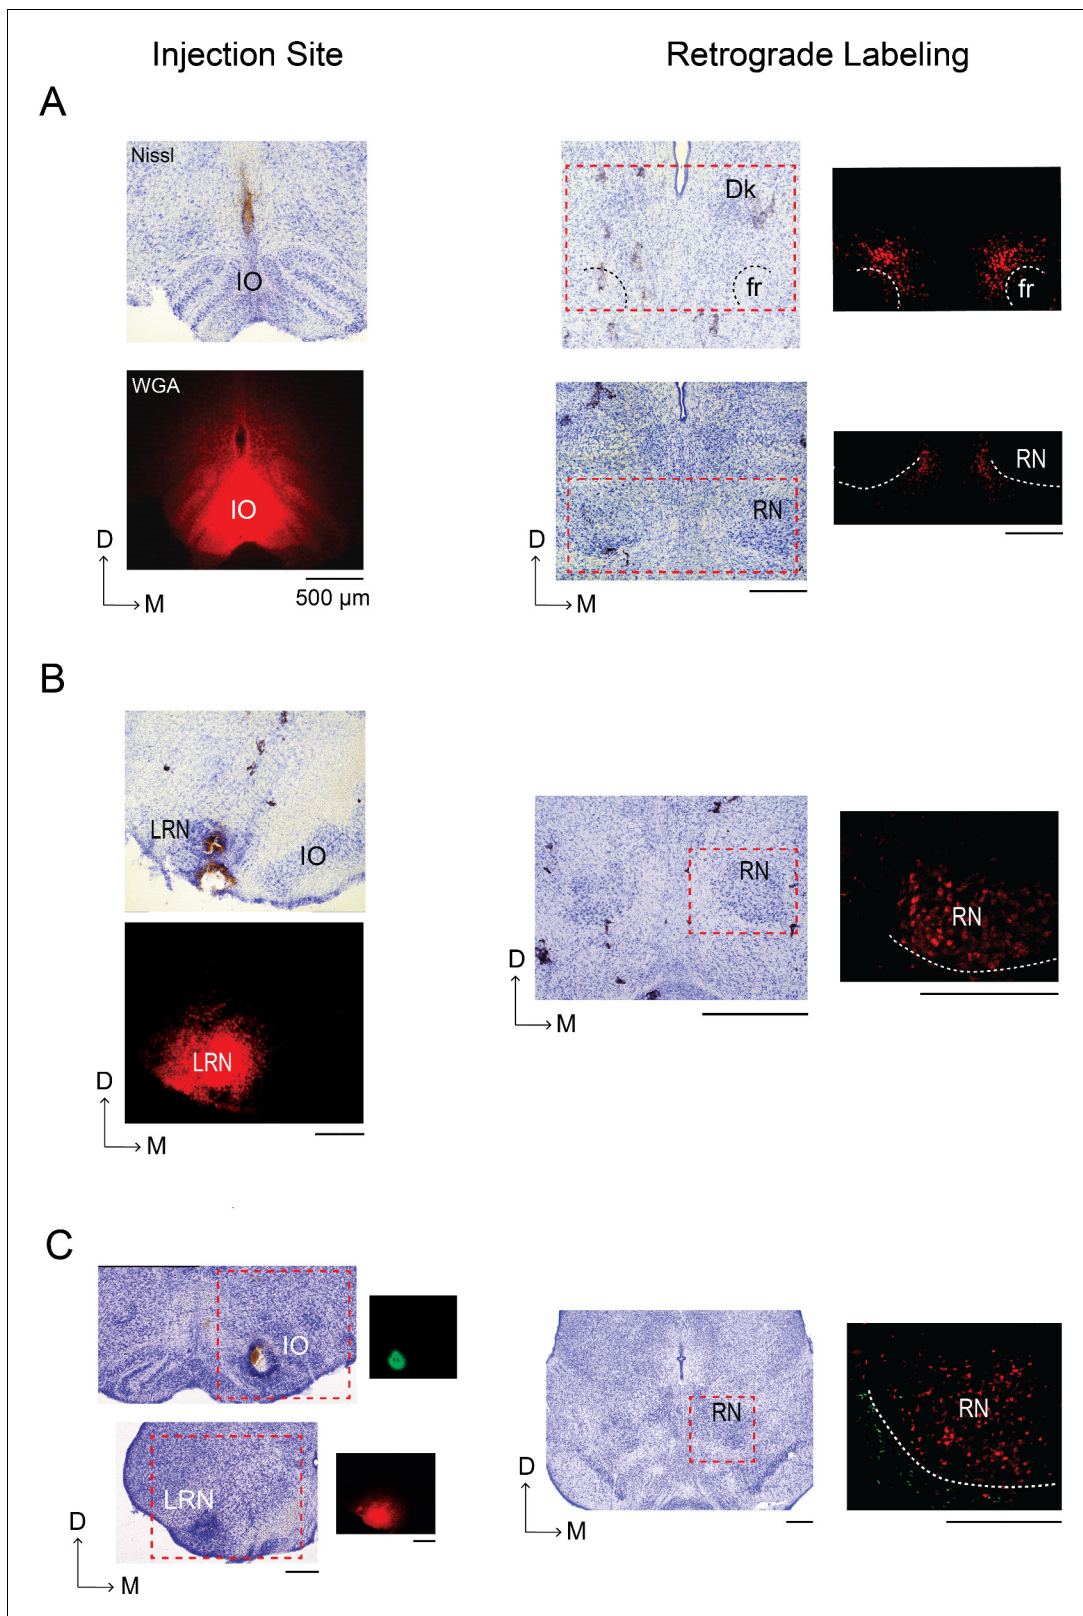 Injection Site
Retrograde Labeling
A
Nissl
IO
Dk
fr
fr
WGA
IO
D
M
500 µm
RN
D
M
RN
B
LRN
IO
LRN
D
M
RN
D
M
RN
C
IO
LRN
D
M
RN
D
M
RN